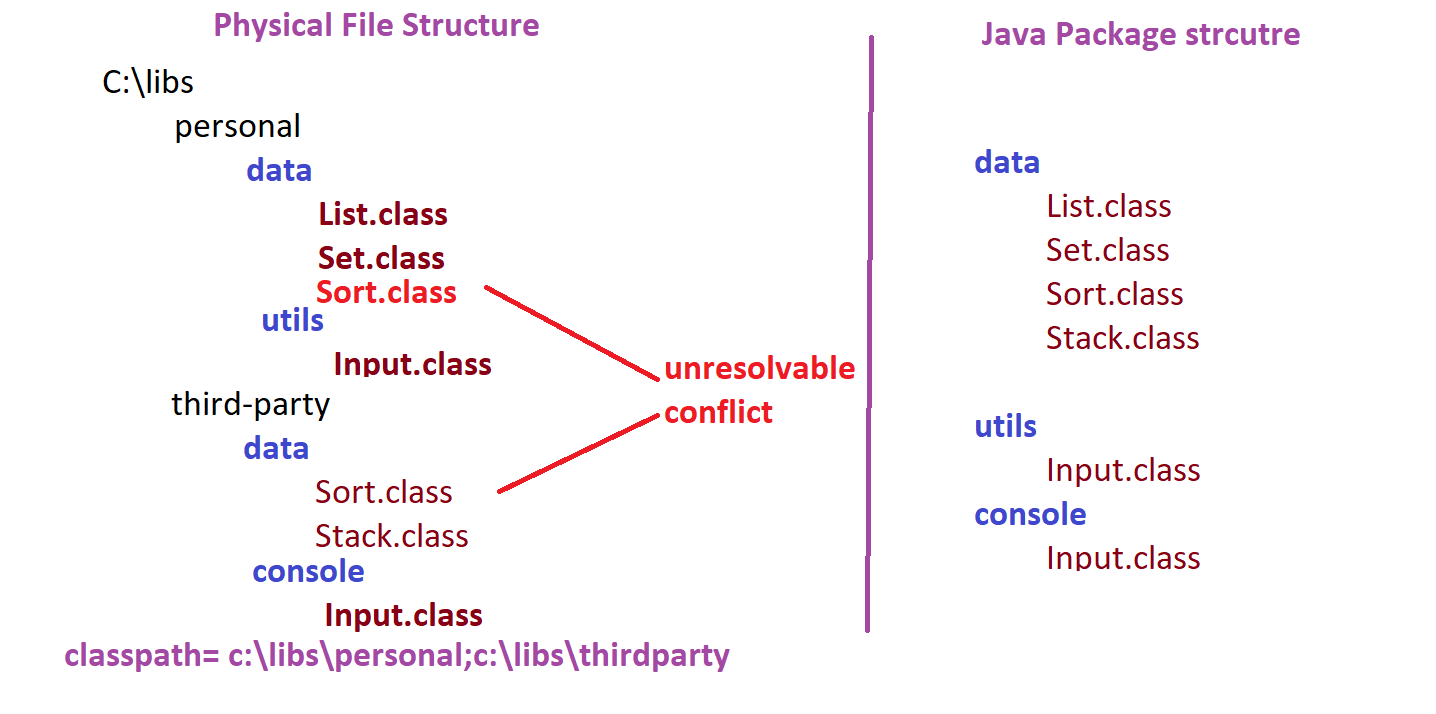 Physical File Structure
C:\libs
personal
data
List.class
Set.class
Sort.class
utils
Input.class
third-party
data
Sort.class
Stack.class
console
Input.class
classpath= c:\libs\personal;c:\libs\thirdparty
unresolvable
conflict
Java Package strcutre
data
List.class
Set.class
Sort.class
Stack.class
utils
Input.class
console
Input.class